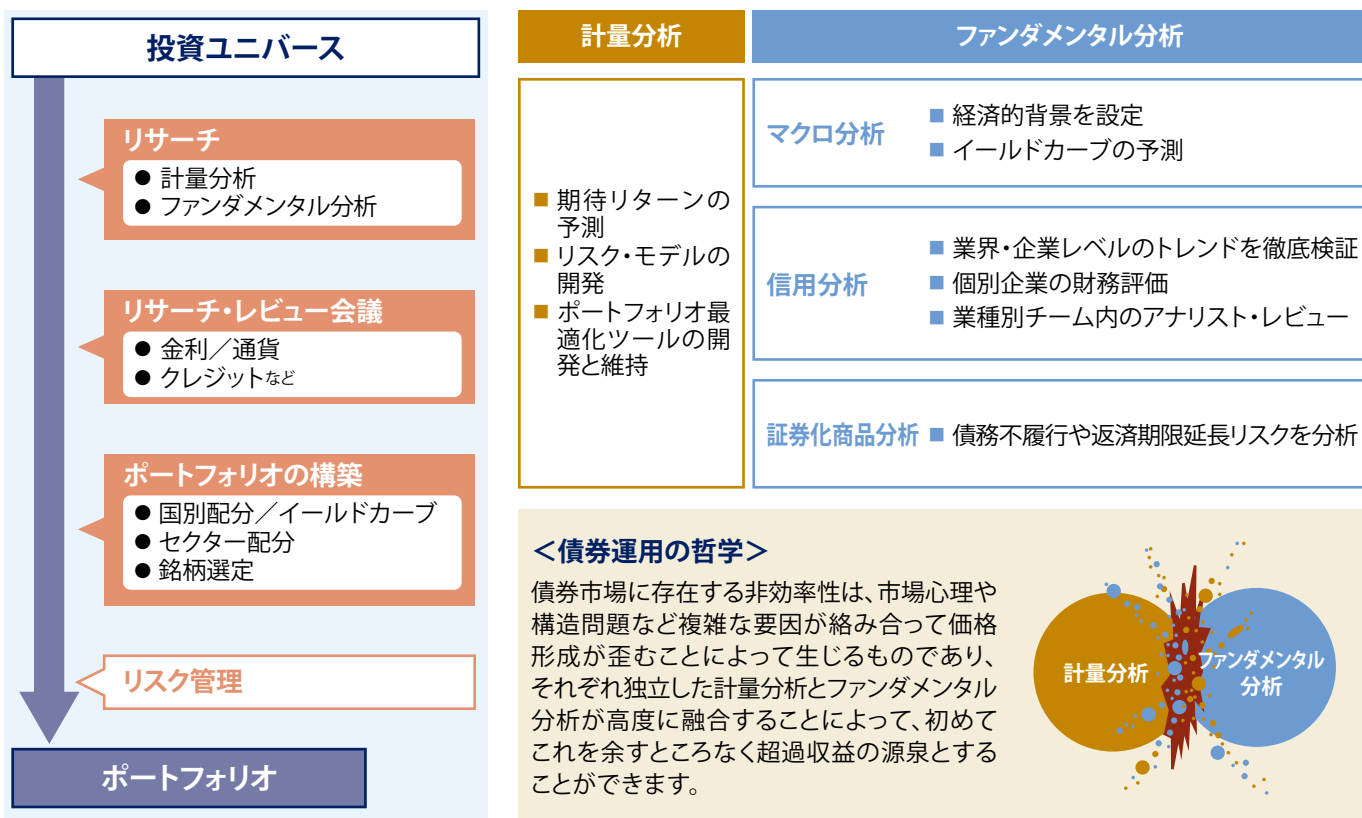 投資ユニバース
リサーチ
● 計量分析
● ファンダメンタル分析
リサーチ・レビュー会議
● 金利／通貨
● クレジットなど
ポートフォリオの構築
● 国別配分／イールドカーブ
● セクター配分
● 銘柄選定
リスク管理
ポートフォリオ
計量分析
■ 期待リターンの
予測
■ リスク・モデルの
開発
■ ポートフォリオ最
適化ツールの開
発と維持
ファンダメンタル分析
マクロ分析
■ 経済的背景を設定
■ イールドカーブの予測
信用分析
■ 業界・企業レベルのトレンドを徹底検証
■ 個別企業の財務評価
■ 業種別チーム内のアナリスト・レビュー
証券化商品分析
■ 債務不履行や返済期限延長リスクを分析
＜債券運用の哲学＞
債券市場に存在する非効率性は、市場心理や
構造問題など複雑な要因が絡み合って価格
形成が歪むことによって生じるものであり、
それぞれ独立した計量分析とファンダメンタル
分析が高度に融合することによって、初めて
これを余すところなく超過収益の源泉とする
ことができます。
計量分析
ファンダメンタル
分析